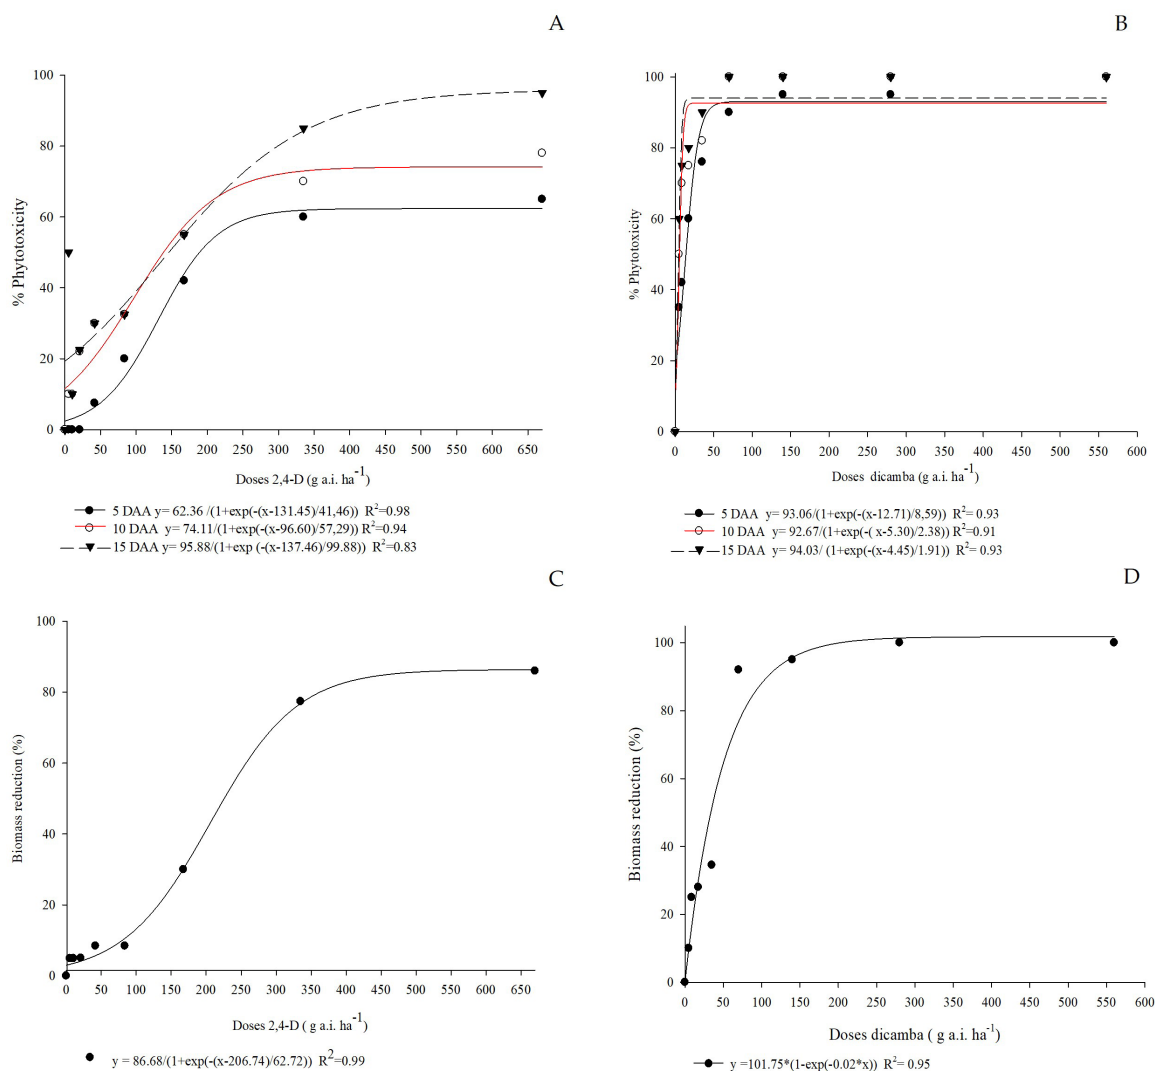 A
B
100
80
60
40
20
0
% Phytotoxicity
0 50 100 150 200 250 300 350 400 450 500 550 600 650
Doses 2,4-D (g a.i. ha-1)
5 DAA y= 62.36 /(1+exp(-(x-131.45)/41,46)) R2=0.98
10 DAA y= 74.11/(1+exp(-(x-96.60)/57,29)) R2=0.94
15 DAA y= 95.88/(1+exp (-(x-137.46)/99.88)) R2=0.83
100
80
60
40
20
0
% Phytotoxicity
0 50 100 150 200 250 300 350 400 450 500 550 600
Doses dicamba (g a.i. ha-1)
5 DAA y= 93.06/(1+exp(-(x-12.71)/8,59)) R2= 0.93
10 DAA y= 92.67/(1+exp(-( x-5.30)/2.38)) R2=0.91
15 DAA y= 94.03/ (1+exp(-(x-4.45)/1.91)) R2= 0.93
C
D
100
80
60
40
20
0
Biomass reduction (%)
0 50 100 150 200 250 300 350 400 450 500 550 600 650
Doses 2,4-D ( g a.i. ha-1)
y = 86.68/(1+exp(-(x-206.74)/62.72)) R2=0.99
100
80
60
40
20
0
Biomass reduction (%)
0 50 100 150 200 250 300 350 400 450 500 550 600
Doses dicamba ( g a.i. ha-1)
y =101.75*(1-exp(-0.02*x)) R2= 0.95